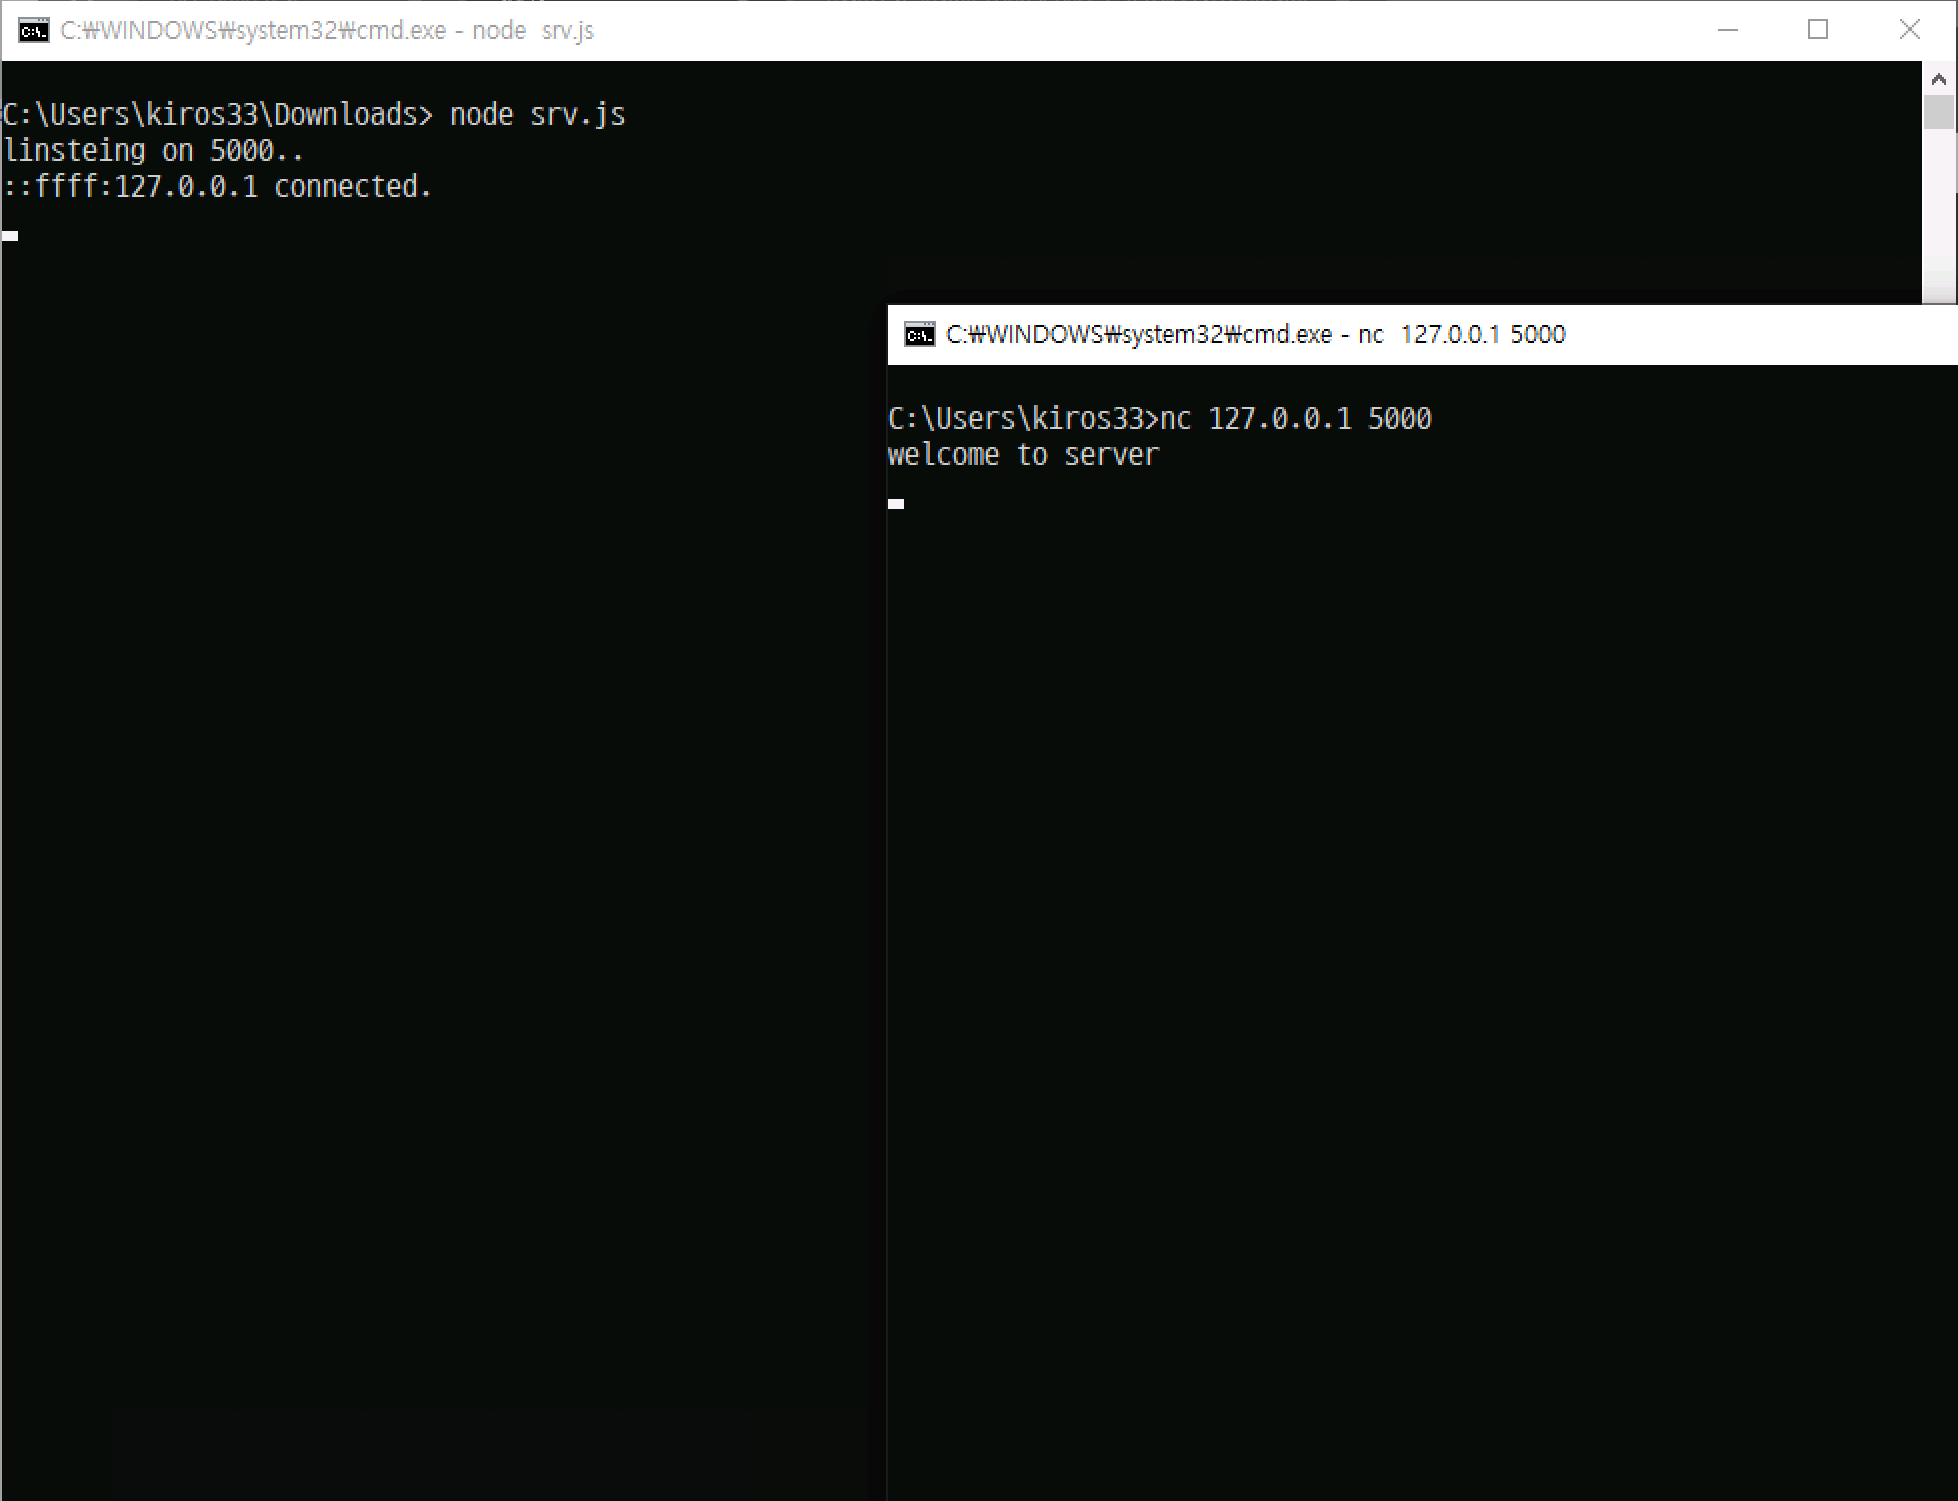 C:₩WINDOWS₩system32₩cmd.exe - node  srv.js
C:\Users\kiros33\Downloads> node srv.js
linsteing on 5000..
::ffff:127.0.0.1 connected.
C:₩WINDOWS₩system32₩cmd.exe - nc  127.0.0.1 5000
C:\Users\kiros33>nc 127.0.0.1 5000
welcome to server